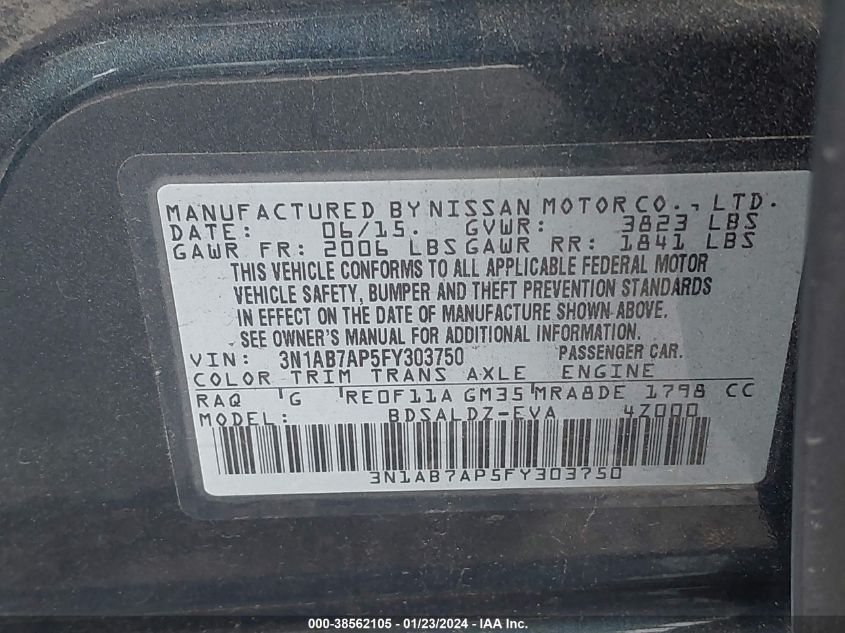 MANUFACTURED BY NISSAN MOTOR CO., LTD.
DATE: 06/15. GVWR: 3823 LBS
GAWR FR: 2006 LBS GAWR RR: 1841 LBS
THIS VEHICLE CONFORMS TO ALL APPLICABLE FEDERAL MOTOR
VEHICLE SAFETY, BUMPER AND THEFT PREVENTION STANDARDS
IN EFFECT ON THE DATE OF MANUFACTURE SHOWN ABOVE.
SEE OWNER'S MANUAL FOR ADDITIONAL INFORMATION.
VIN: 3N1AB7AP5FY303750 PASSENGER CAR.
COLOR TRIM TRANS AXLE ENGINE
RAQ G RE0F11A GM35 MRA8DE 1798 CC
MODEL: BDSALDZ-EVA 4Z000
3N1AB7AP5FY303750
000-38562105 - 01/23/2024 - IAA Inc.